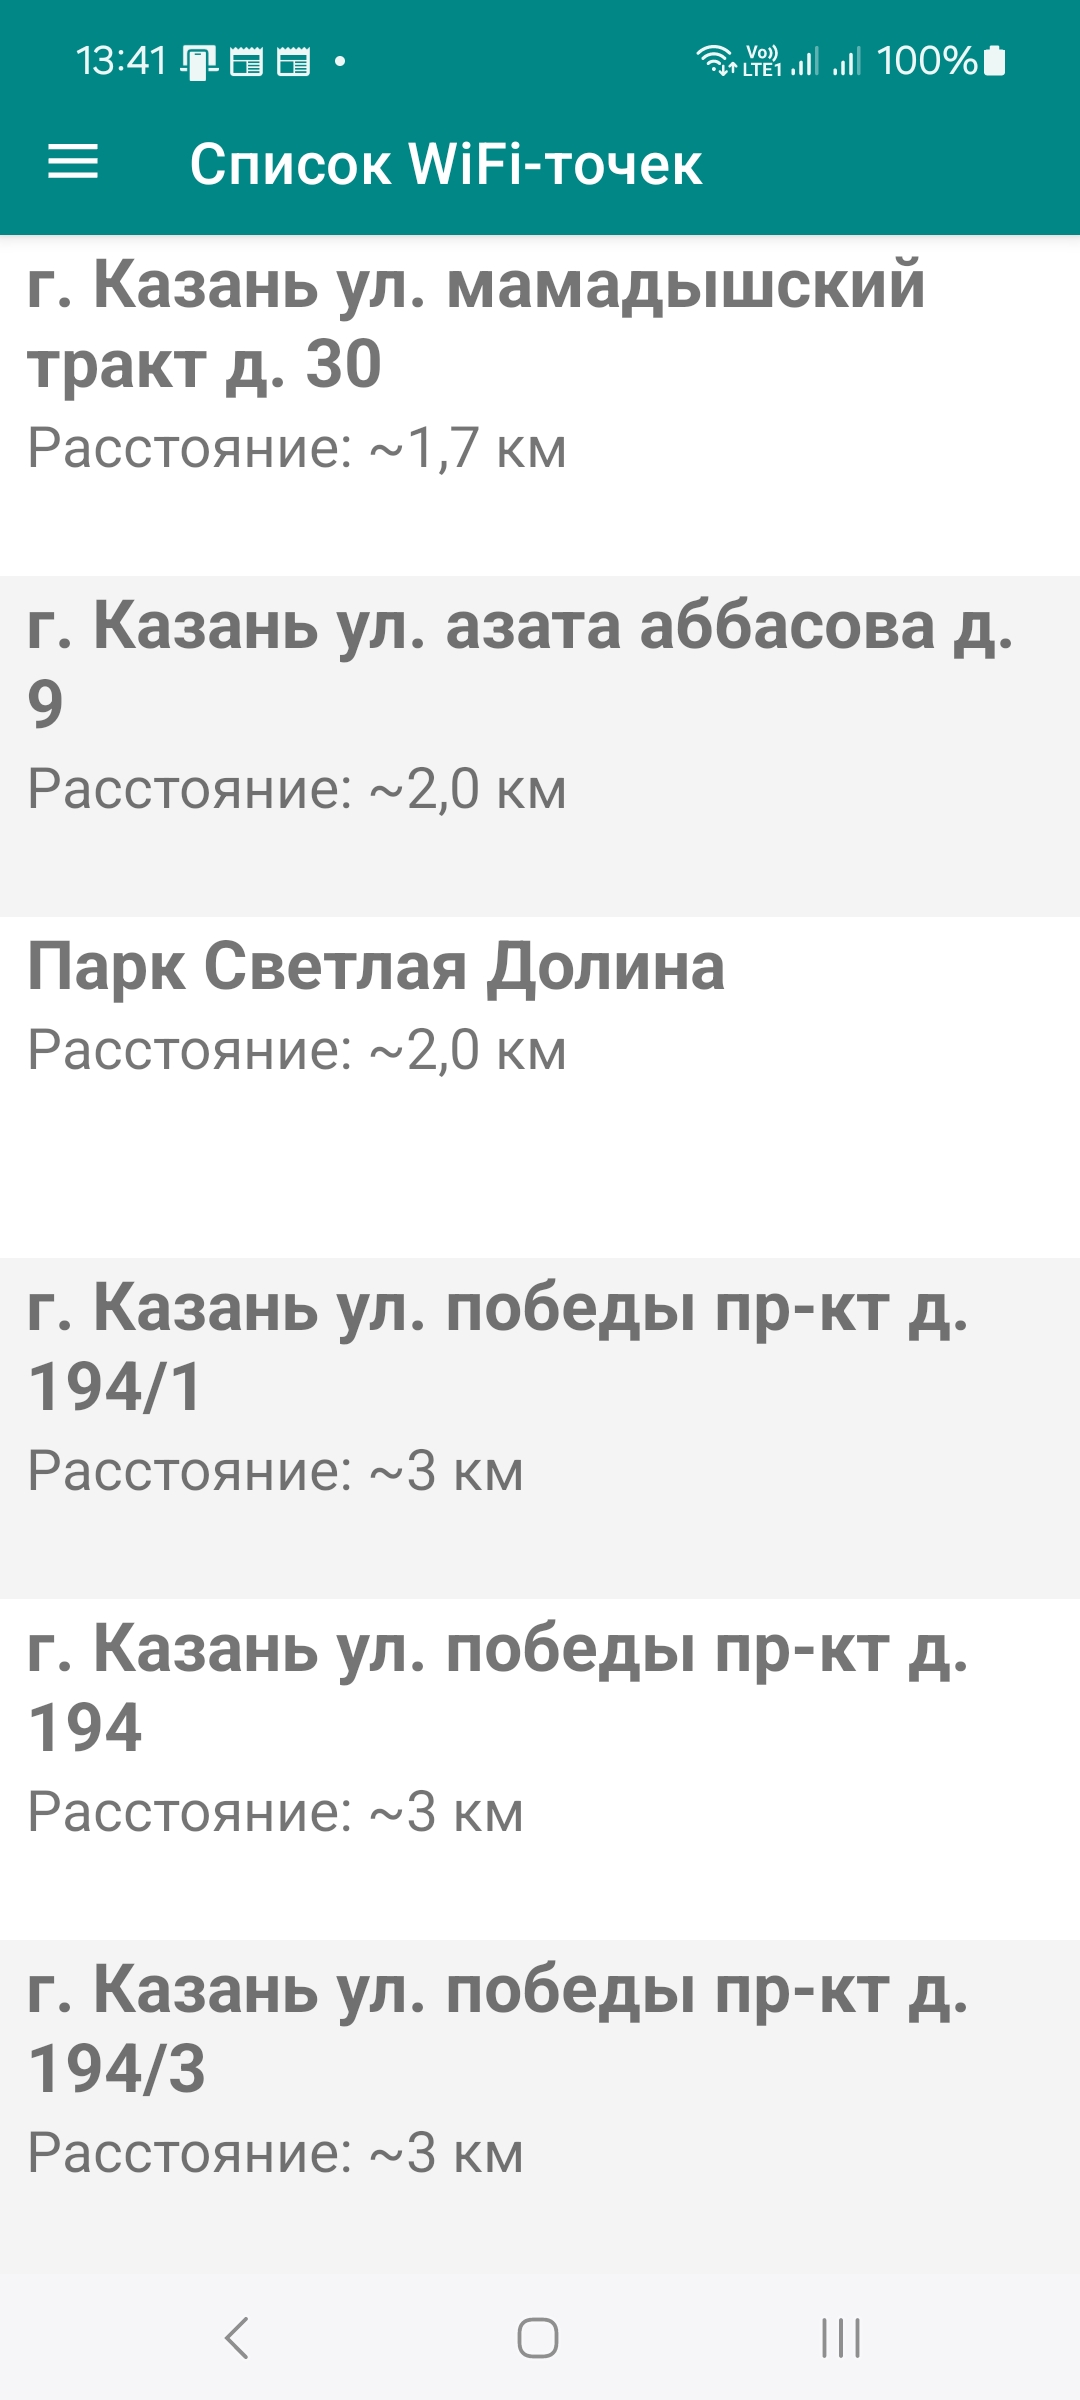 13:41 Vo)) LTE1 100%
Список WiFi-точек
г. Казань ул. мамадышский
тракт д. 30
Расстояние: ~1,7 км
г. Казань ул. азата аббасова д.
9
Расстояние: ~2,0 км
Парк Светлая Долина
Расстояние: ~2,0 км
г. Казань ул. победы пр-кт д.
194/1
Расстояние: ~3 км
г. Казань ул. победы пр-кт д.
194
Расстояние: ~3 км
г. Казань ул. победы пр-кт д.
194/3
Расстояние: ~3 км